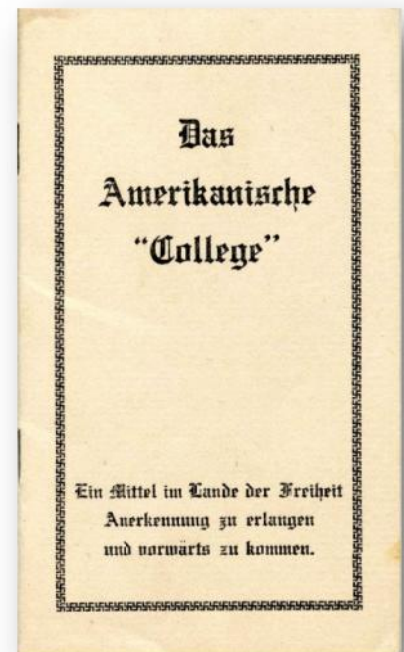 Das
Amerikanische
“College”
Ein Mittel im Lande der Freiheit
Anerkennung zu erlangen
und vorwärts zu kommen.